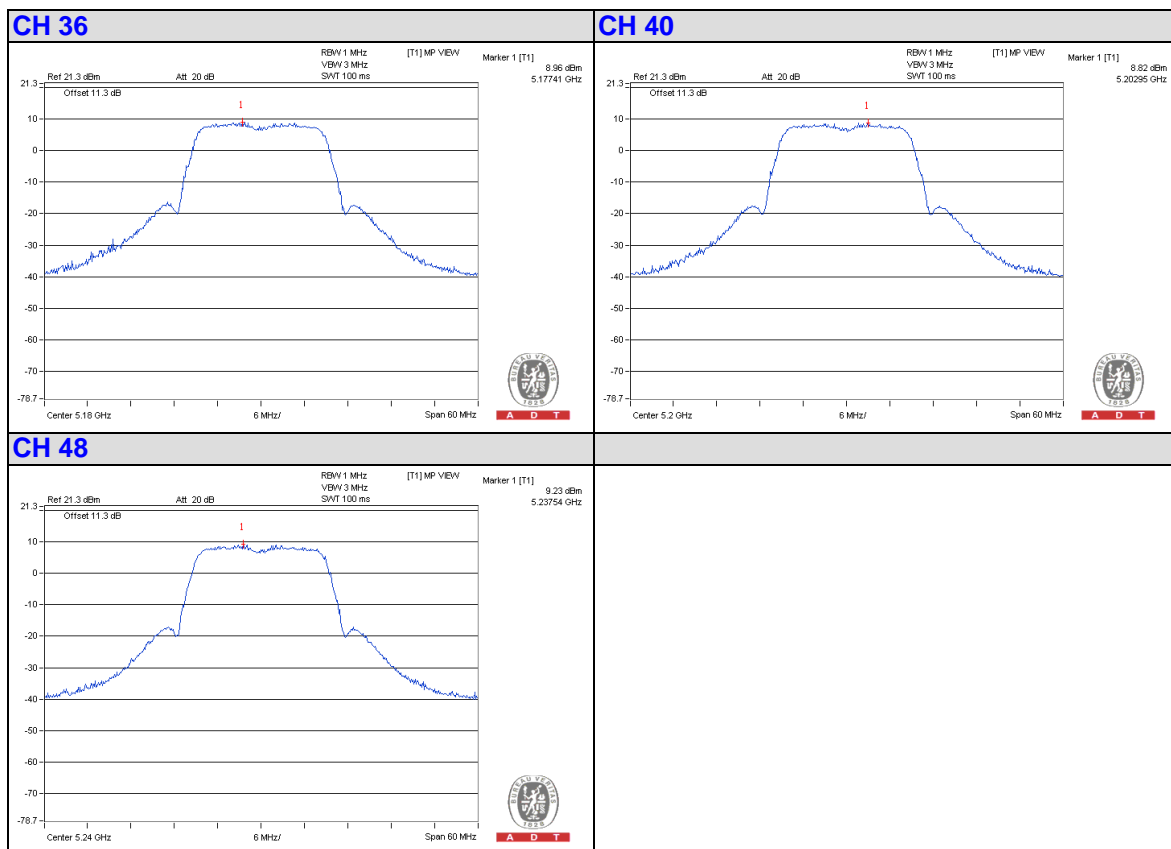 CH 36
RBW 1 MHz [T1] MP VIEW
Marker 1 [T1]
VBW 3 MHz
8.96 dBm
Ref 21.3 dBm Att 20 dB SWT 100 ms
5.17741 GHz
21.3
Offset 11.3 dB
1
10
0
-10
-20
-30
-40
-50
-60
-70
-78.7
Center 5.18 GHz 6 MHz/ Span 60 MHz
BUREAU VERITAS
1828
A D T
CH 40
RBW 1 MHz [T1] MP VIEW
Marker 1 [T1]
VBW 3 MHz
8.82 dBm
Ref 21.3 dBm Att 20 dB SWT 100 ms
5.20295 GHz
21.3
Offset 11.3 dB
1
10
0
-10
-20
-30
-40
-50
-60
-70
-78.7
Center 5.2 GHz 6 MHz/ Span 60 MHz
BUREAU VERITAS
1828
A D T
CH 48
RBW 1 MHz [T1] MP VIEW
Marker 1 [T1]
VBW 3 MHz
9.23 dBm
Ref 21.3 dBm Att 20 dB SWT 100 ms
5.23754 GHz
21.3
Offset 11.3 dB
1
10
0
-10
-20
-30
-40
-50
-60
-70
-78.7
Center 5.24 GHz 6 MHz/ Span 60 MHz
BUREAU VERITAS
1828
A D T